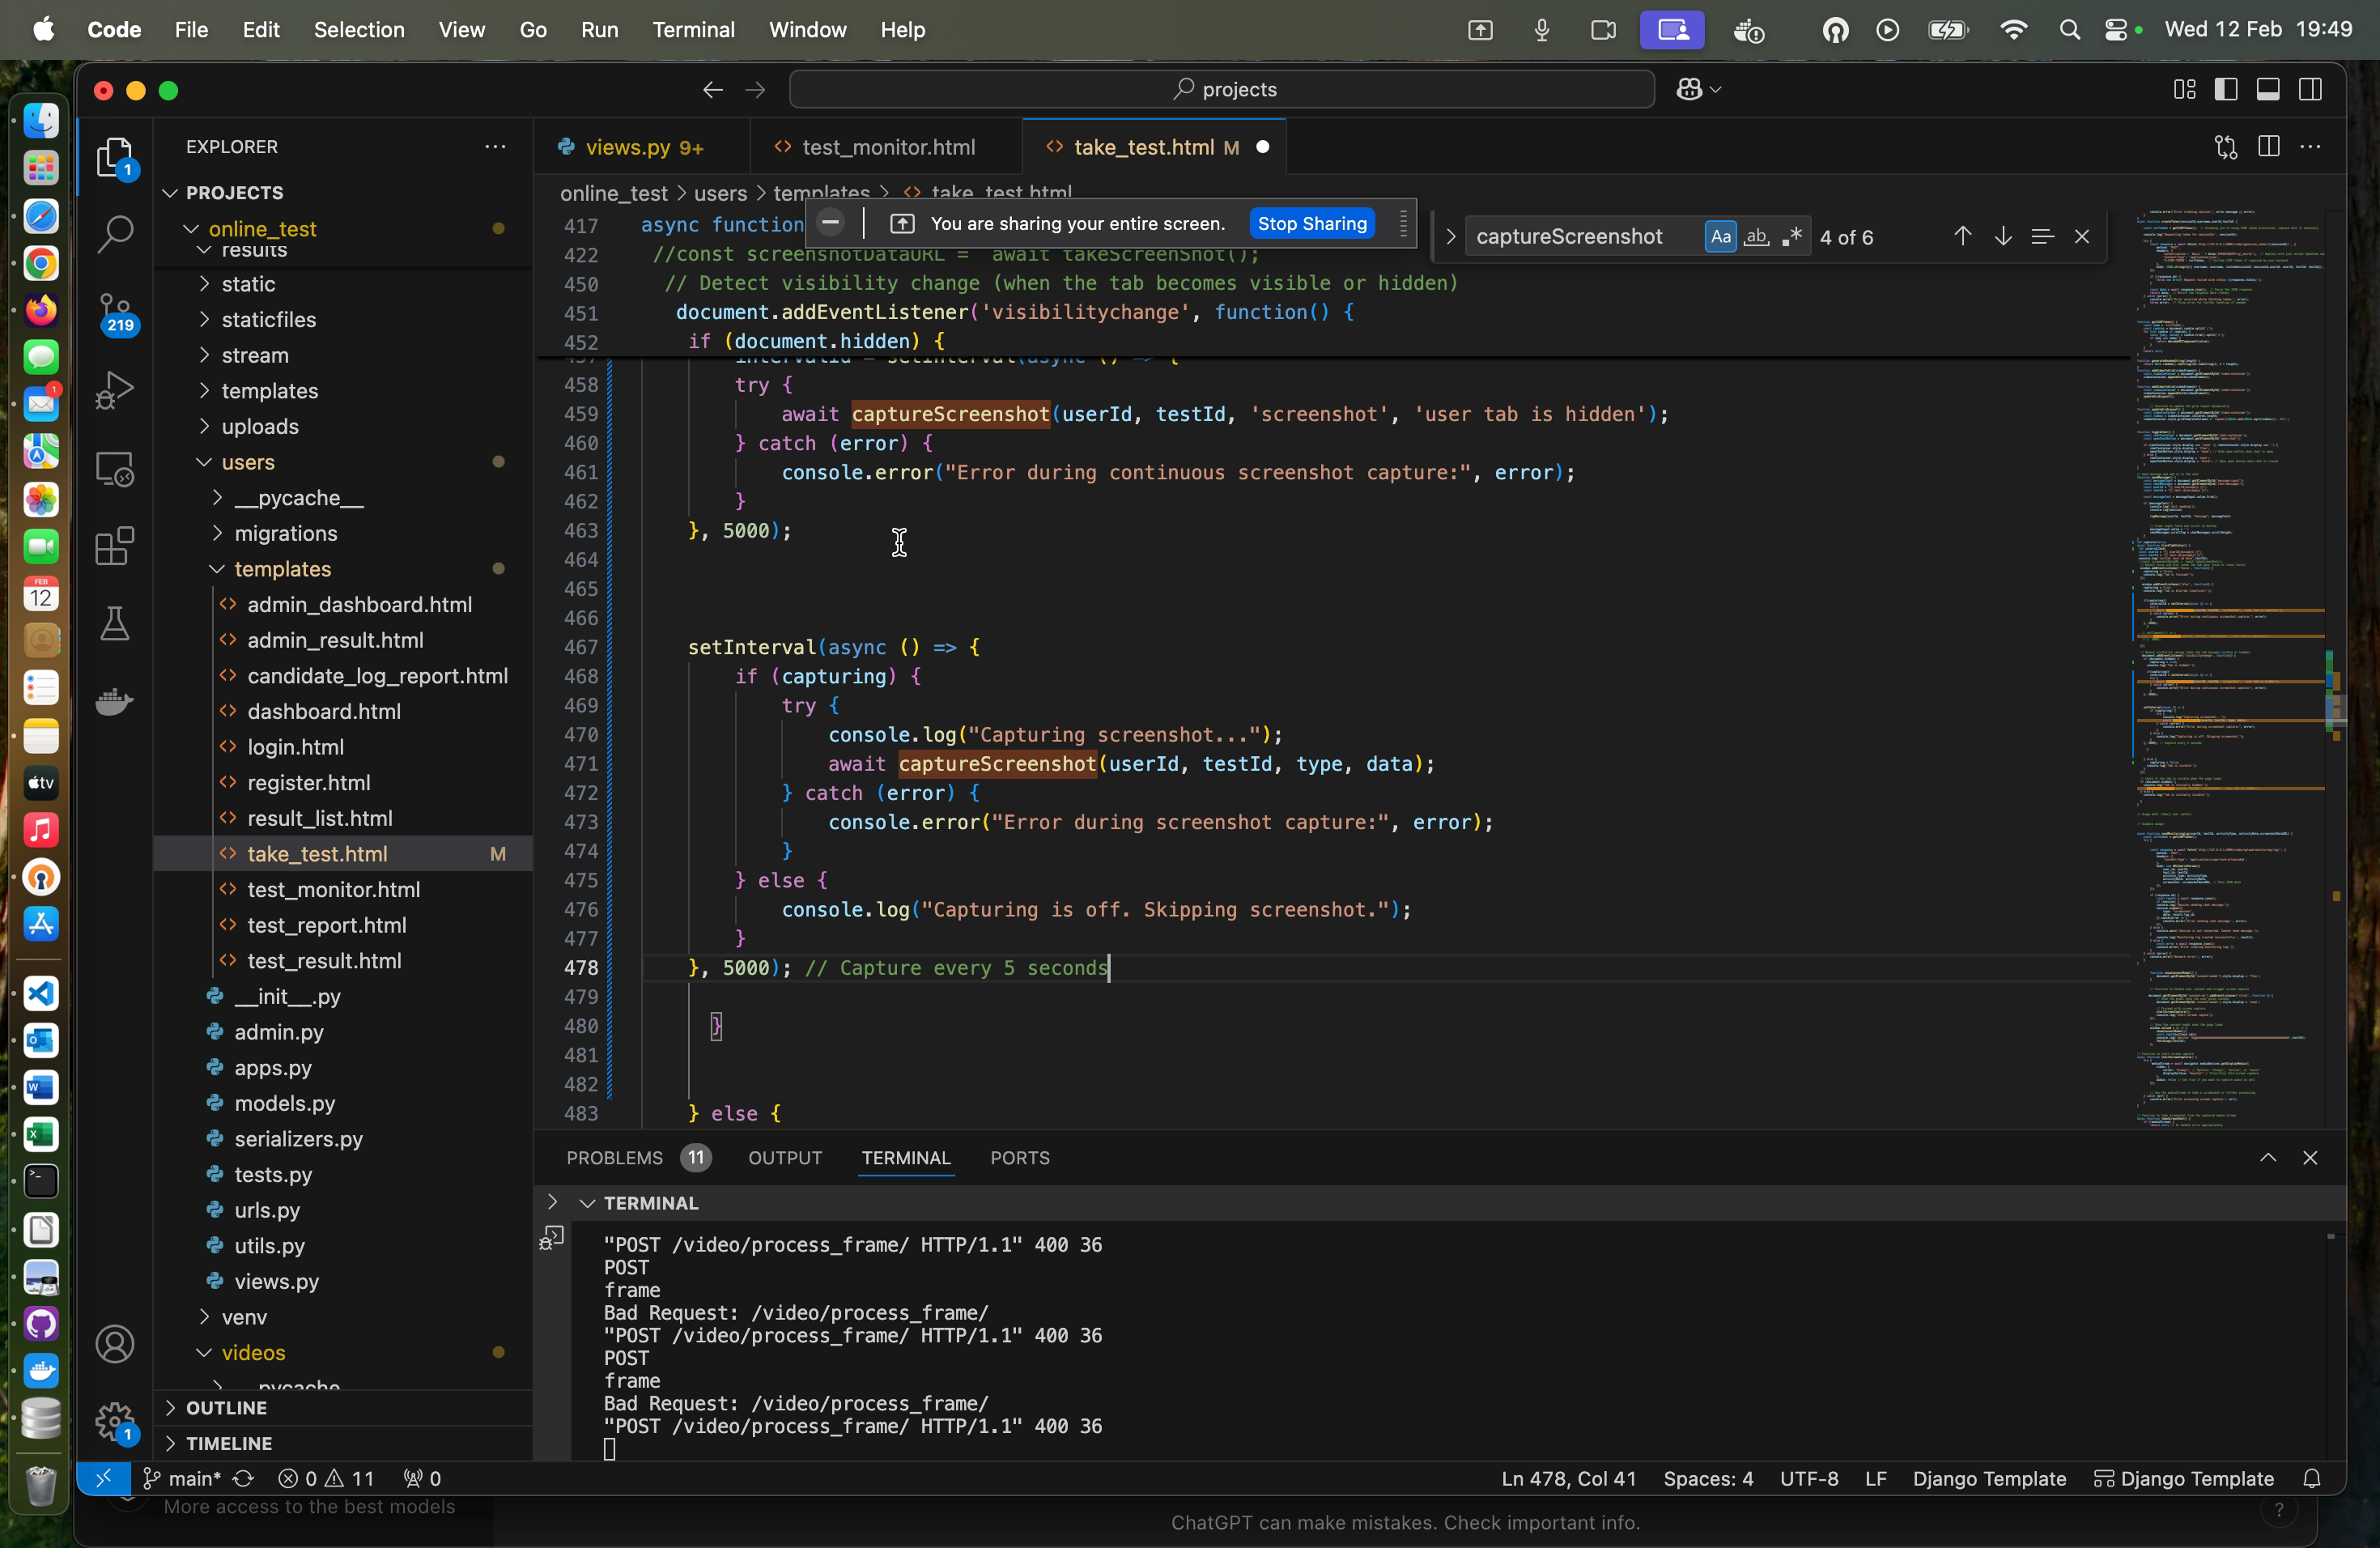 Code File Edit Selection View Go Run Terminal Window Help Wed 12 Feb 19:49
projects
EXPLORER
views.py 9+ test_monitor.html take_test.html M
PROJECTS
online_test > users > templates > <> take_test.html
online_test
results
static
staticfiles
stream
templates
uploads
users
__pycache__
migrations
templates
admin_dashboard.html
admin_result.html
candidate_log_report.html
dashboard.html
login.html
register.html
result_list.html
take_test.html M
test_monitor.html
test_report.html
test_result.html
__init__.py
admin.py
apps.py
models.py
serializers.py
tests.py
urls.py
utils.py
views.py
venv
videos
__pycache__
OUTLINE
TIMELINE
1
219
1
You are sharing your entire screen. Stop Sharing
captureScreenshot Aa ab 4 of 6
417 async function
422 //const screenshotDataURL = await takeScreenShot();
450 // Detect visibility change (when the tab becomes visible or hidden)
451 document.addEventListener('visibilitychange', function() {
452 if (document.hidden) {
457 intervalId = setInterval(async () => {
458 try {
459 await captureScreenshot(userId, testId, 'screenshot', 'user tab is hidden');
460 } catch (error) {
461 console.error("Error during continuous screenshot capture:", error);
462 }
463 }, 5000);
464
465
466
467 setInterval(async () => {
468 if (capturing) {
469 try {
470 console.log("Capturing screenshot...");
471 await captureScreenshot(userId, testId, type, data);
472 } catch (error) {
473 console.error("Error during screenshot capture:", error);
474 }
475 } else {
476 console.log("Capturing is off. Skipping screenshot.");
477 }
478 }, 5000); // Capture every 5 seconds
479
480 }
481
482
483 } else {
PROBLEMS 11 OUTPUT TERMINAL PORTS
TERMINAL
"POST /video/process_frame/ HTTP/1.1" 400 36
POST
frame
Bad Request: /video/process_frame/
"POST /video/process_frame/ HTTP/1.1" 400 36
POST
frame
Bad Request: /video/process_frame/
"POST /video/process_frame/ HTTP/1.1" 400 36
main* 0 11 0 Ln 478, Col 41 Spaces: 4 UTF-8 LF Django Template Django Template
More access to the best models
ChatGPT can make mistakes. Check important info.
?
1
FEB
12
tv